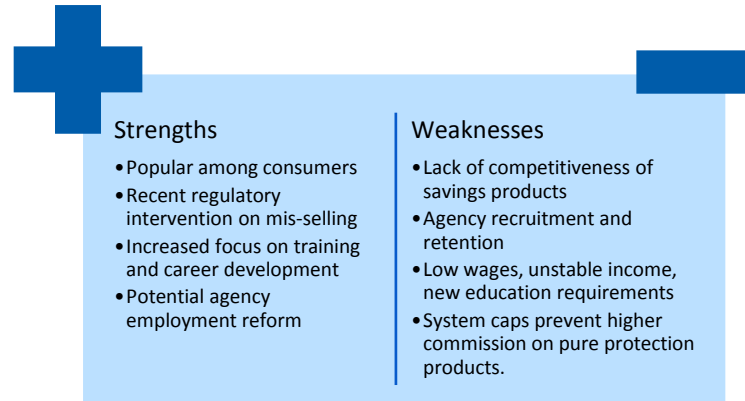 Strengths
•Popular among consumers
•Recent regulatory
intervention on mis-selling
•Increased focus on training
and career development
•Potential agency
employment reform
Weaknesses
•Lack of competitiveness of
savings products
•Agency recruitment and
retention
•Low wages, unstable income,
new education requirements
•System caps prevent higher
commission on pure protection
products.